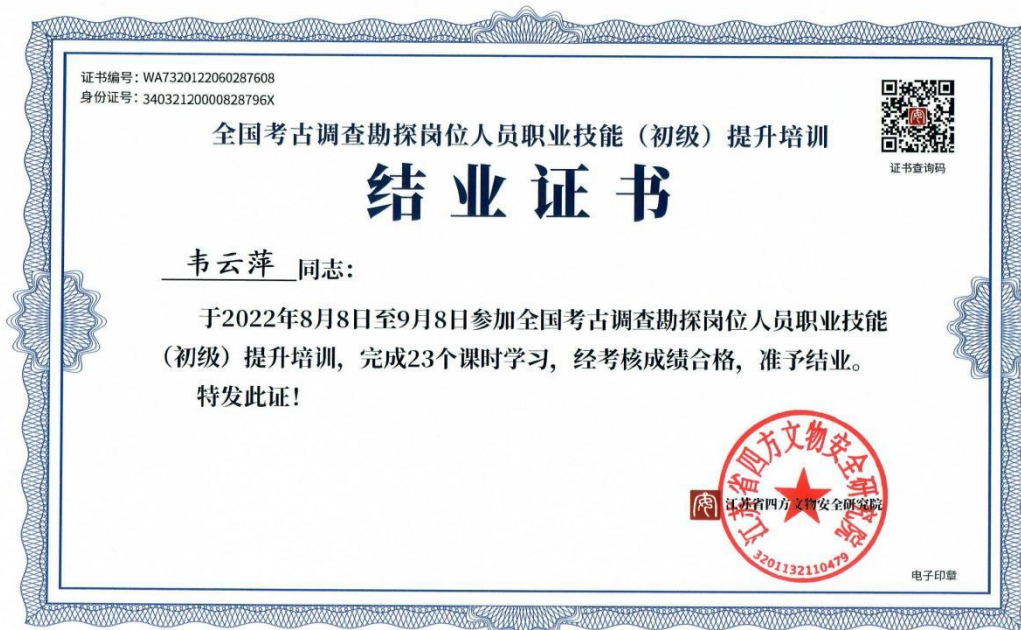 证书编号：WA7320122060287608
身份证号：34032120000828796X
全国考古调查勘探岗位人员职业技能（初级）提升培训
证书查询码
结业证书
韦云萍 同志：
于2022年8月8日至9月8日参加全国考古调查勘探岗位人员职业技能
（初级）提升培训，完成23个课时学习，经考核成绩合格，准予结业。
特发此证！
江苏省四方文物安全研究院
江苏省四方文物安全研究院
3201132110479
电子印章